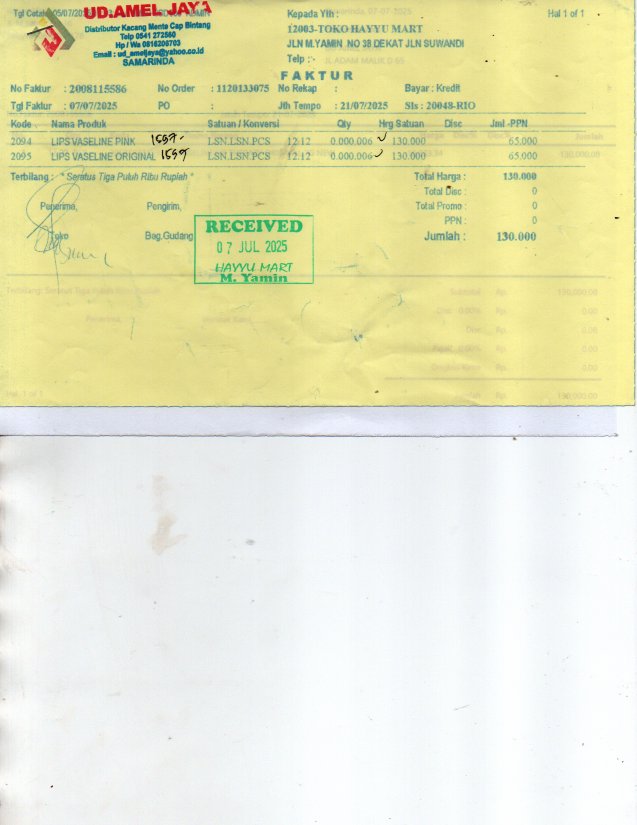 UD.AMEL JAYA
Distributor Kacang Mente Cap Bintang
Telp 0541 272560
Hp / Wa 0816206703
Email : ud_ameljaya@yahoo.co.id
SAMARINDA
Kepada Yth :
Hal 1 of 1
12003-TOKO HAYYU MART
JLN M.YAMIN NO 38 DEKAT JLN SUWANDI
Telp : -
FAKTUR
No Faktur : 2008115586 No Order : 1120133075 No Rekap : Bayar : Kredit
Tgl Faktur : 07/07/2025 PO : Jth Tempo : 21/07/2025 Sls : 20048-RIO
Kode Nama Produk Satuan / Konversi Qty Hrg Satuan Disc Jml -PPN
2094 LIPS VASELINE PINK LSN.LSN.PCS 12.12 0.000.006 130.000 65.000
2095 LIPS VASELINE ORIGINAL LSN.LSN.PCS 12.12 0.000.006 130.000 65.000
Terbilang : * Seratus Tiga Puluh Ribu Rupiah *
Total Harga : 130.000
Total Disc : 0
Total Promo : 0
PPN : 0
Jumlah : 130.000
Penerima, Pengirim,
Toko Bag.Gudang
RECEIVED
07 JUL 2025
HAYYU MART
M. Yamin